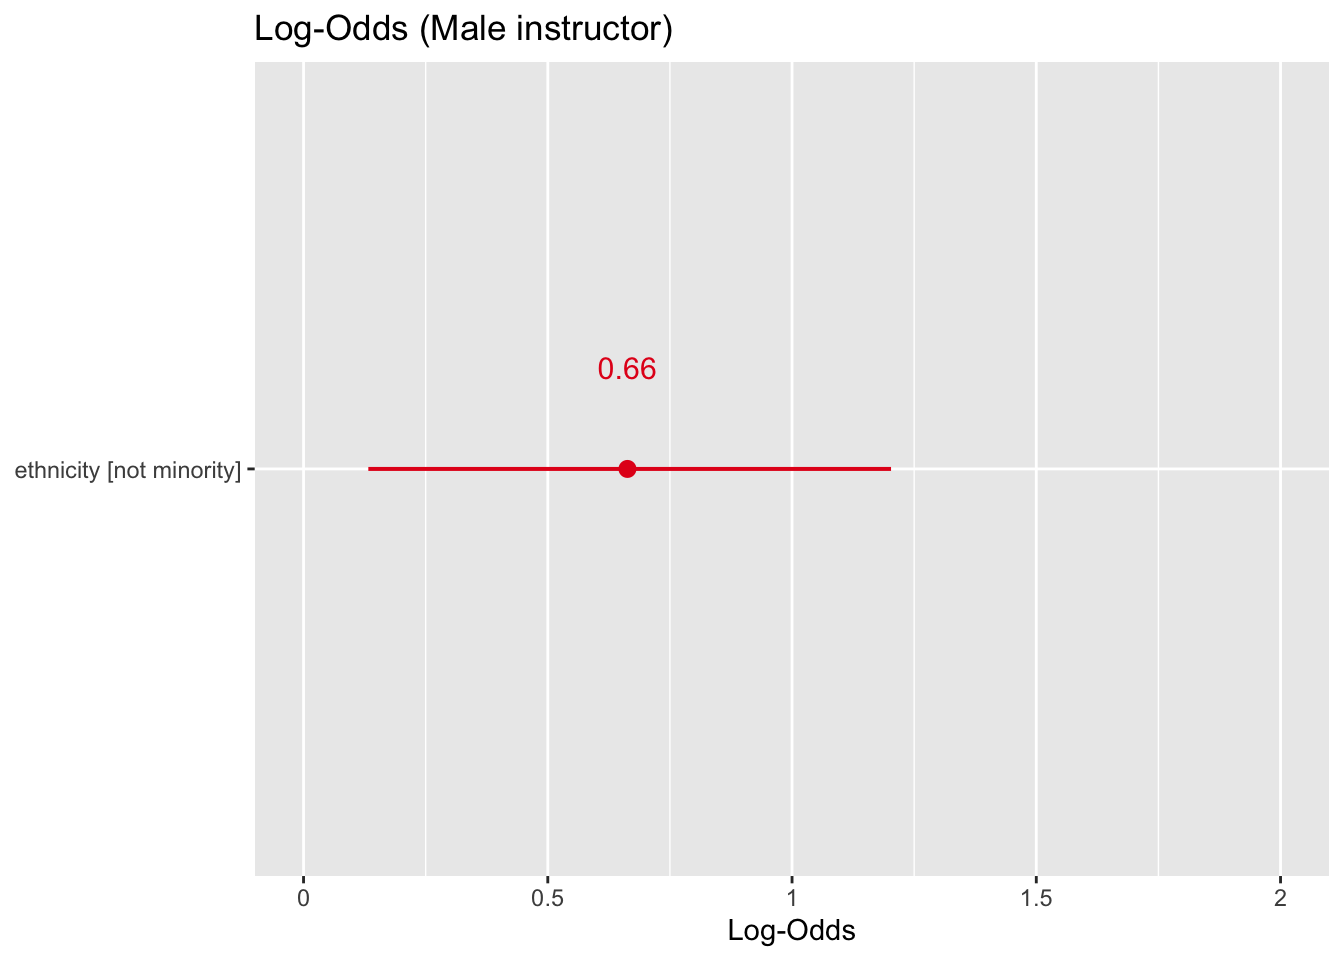 Log-Odds (Male instructor)
0.66
ethnicity [not minority]
0 0.5 1 1.5 2
Log-Odds